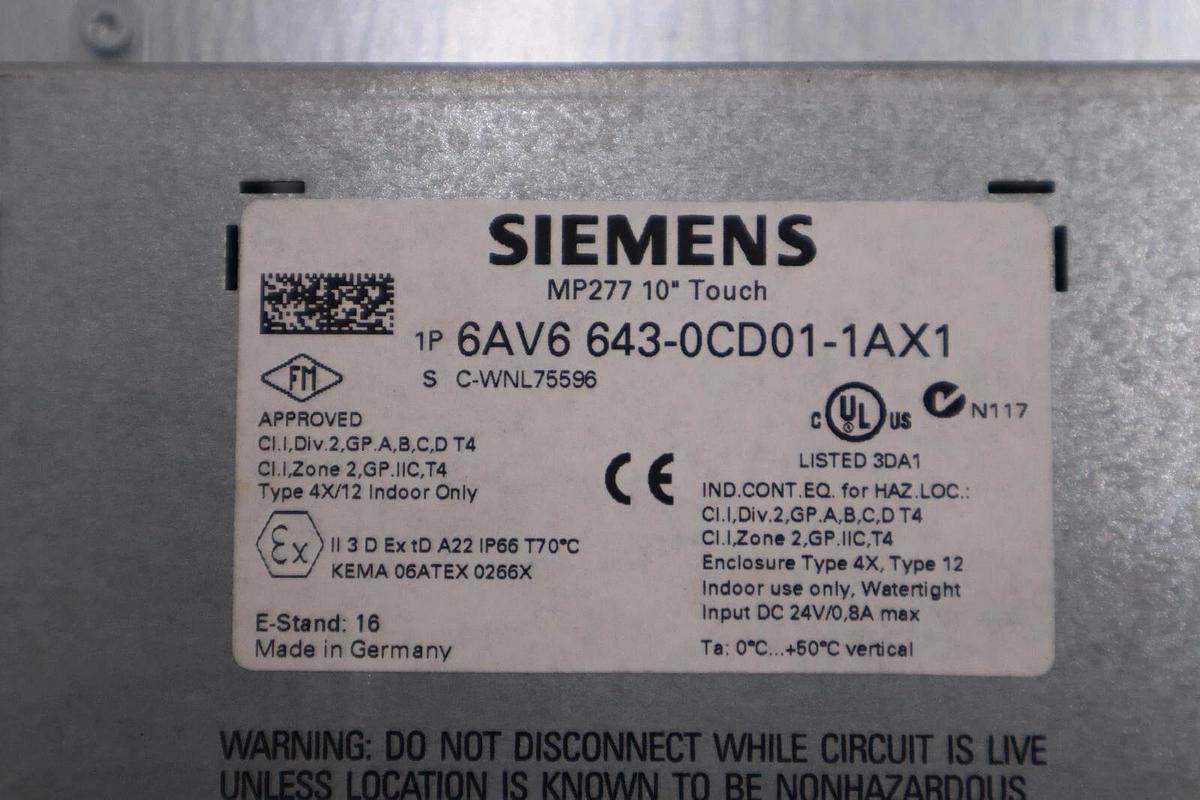 SIEMENS
MP277 10" Touch
1P 6AV6 643-0CD01-1AX1
S C-WNL75596
FM
APPROVED
Cl.I,Div.2,GP.A,B,C,D T4
Cl.I,Zone 2,GP.IIC,T4
Type 4X/12 Indoor Only
Ex II 3 D Ex tD A22 IP66 T70°C
KEMA 06ATEX 0266X
E-Stand: 16
Made in Germany
CE
C UL US N117
LISTED 3DA1
IND.CONT.EQ. for HAZ.LOC.:
Cl.I,Div.2,GP.A,B,C,D T4
Cl.I,Zone 2,GP.IIC,T4
Enclosure Type 4X, Type 12
Indoor use only, Watertight
Input DC 24V/0,8A max
Ta: 0°C...+50°C vertical
WARNING: DO NOT DISCONNECT WHILE CIRCUIT IS LIVE
UNLESS LOCATION IS KNOWN TO BE NONHAZARDOUS